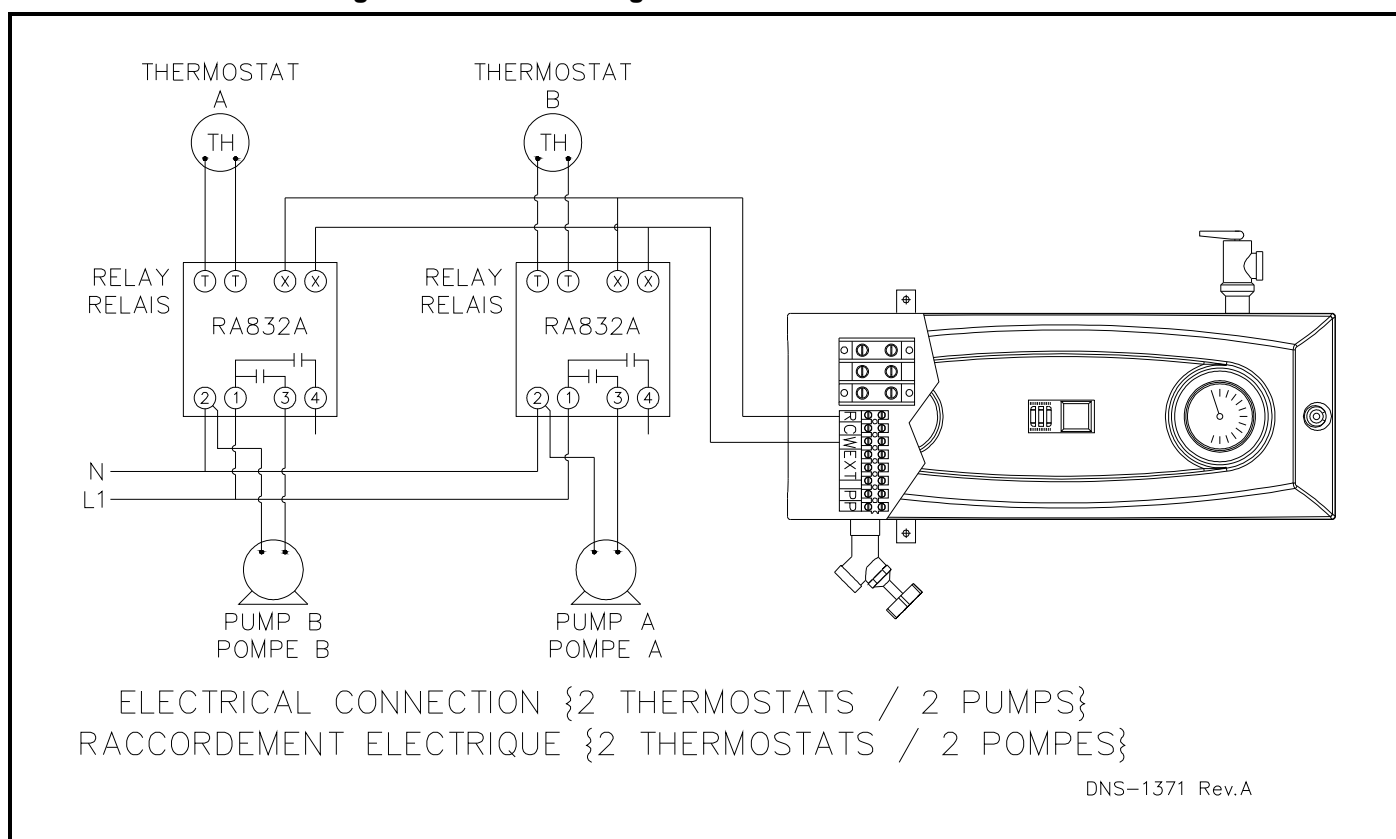 THERMOSTAT
A
TH
THERMOSTAT
B
TH
RELAY
RELAIS
T T X X
RA832A
2 1 3 4
RELAY
RELAIS
T T X X
RA832A
2 1 3 4
N
L1
R
C
W
E
X
T
P
P
PUMP B
POMPE B
PUMP A
POMPE A
ELECTRICAL CONNECTION {2 THERMOSTATS / 2 PUMPS}
RACCORDEMENT ELECTRIQUE {2 THERMOSTATS / 2 POMPES}
DNS-1371 Rev.A